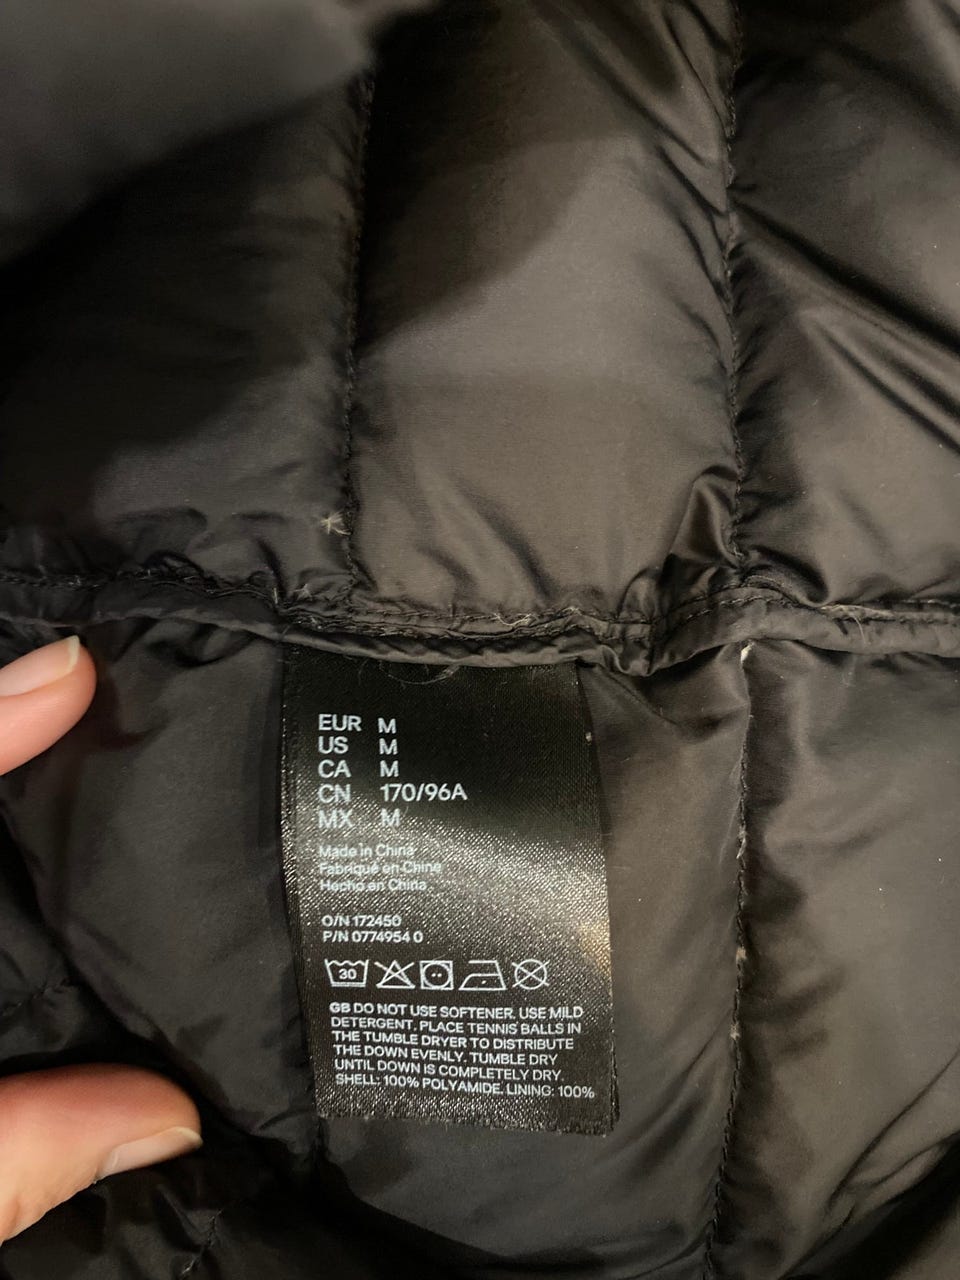 EUR M
US M
CA M
CN 170/96A
MX M
Made in China
Fabriqué en Chine
Hecho en China
O/N 172450
P/N 0774954 0
30
GB DO NOT USE SOFTENER. USE MILD
DETERGENT. PLACE TENNIS BALLS IN
THE TUMBLE DRYER TO DISTRIBUTE
THE DOWN EVENLY. TUMBLE DRY
UNTIL DOWN IS COMPLETELY DRY.
SHELL: 100% POLYAMIDE. LINING: 100%